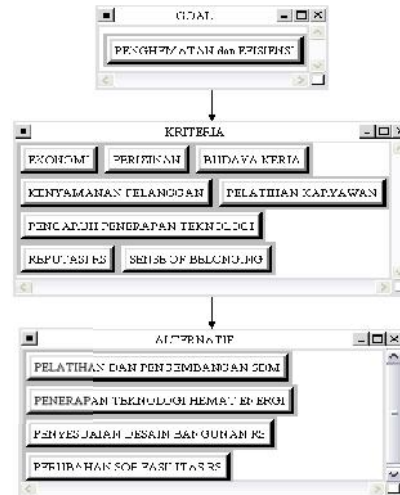 GOAL
PENGHEMATAN dan EFISIENSI
KRITERIA
EKONOMI PERIZINAN BUDAYA KERJA
KENYAMANAN PELANGGAN PELATIHAN KARYAWAN
PENGARUH PENERAPAN TEKNOLOGI
REPUTASI RS SENSE OF BELONGING
ALTERNATIF
PELATIHAN DAN PENGEMBANGAN SDM
PENERAPAN TEKNOLOGI HEMAT ENERGI
PENYESUAIAN DESAIN BANGUNAN RS
PERUBAHAN SOP FASILITAS RS